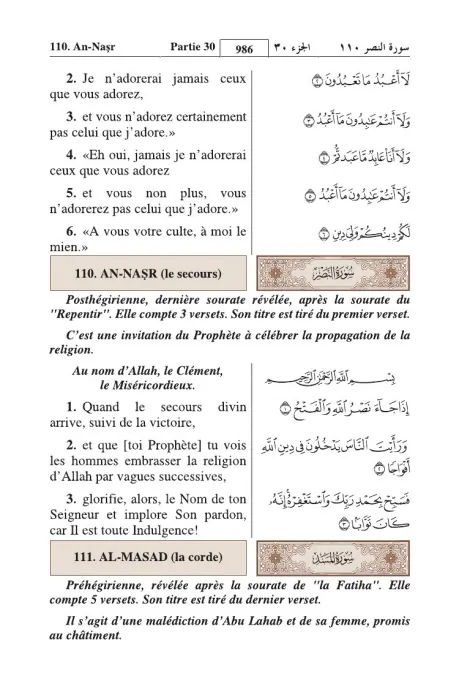 110. An-Naṣr Partie 30 986 الجزء ٣٠ سورة النصر ١١٠
2. Je n’adorerai jamais ceux
que vous adorez,
لَآ أَعْبُدُ مَا تَعْبُدُونَ ٢
3. et vous n’adorez certainement
pas celui que j’adore.»
وَلَآ أَنتُمْ عَـٰبِدُونَ مَآ أَعْبُدُ ٣
4. «Eh oui, jamais je n’adorerai
ceux que vous adorez
وَلَآ أَنَا۠ عَابِدٌ مَّا عَبَدتُّمْ ٤
5. et vous non plus, vous
n’adorerez pas celui que j’adore.»
وَلَآ أَنتُمْ عَـٰبِدُونَ مَآ أَعْبُدُ ٥
6. «A vous votre culte, à moi le
mien.»
لَكُمْ دِينُكُمْ وَلِىَ دِينِ ٦
110. AN-NAṢR (le secours)
سُورَةُ النَّصْرِ
Posthégirienne, dernière sourate révélée, après la sourate du
"Repentir". Elle compte 3 versets. Son titre est tiré du premier verset.
C’est une invitation du Prophète à célébrer la propagation de la
religion.
Au nom d’Allah, le Clément,
le Miséricordieux.
بِسْمِ ٱللَّهِ ٱلرَّحْمَـٰنِ ٱلرَّحِيمِ
1. Quand le secours divin
arrive, suivi de la victoire,
إِذَا جَآءَ نَصْرُ ٱللَّهِ وَٱلْفَتْحُ ١
2. et que [toi Prophète] tu vois
les hommes embrasser la religion
d’Allah par vagues successives,
وَرَأَيْتَ ٱلنَّاسَ يَدْخُلُونَ فِى دِينِ ٱللَّهِ
أَفْوَاجًا ٢
3. glorifie, alors, le Nom de ton
Seigneur et implore Son pardon,
car Il est toute Indulgence!
فَسَبِّحْ بِحَمْدِ رَبِّكَ وَٱسْتَغْفِرْهُ إِنَّهُۥ
كَانَ تَوَّابًۢا ٣
111. AL-MASAD (la corde)
سُورَةُ المَسَدِ
Préhégirienne, révélée après la sourate de "la Fatiha". Elle
compte 5 versets. Son titre est tiré du dernier verset.
Il s’agit d’une malédiction d’Abu Lahab et de sa femme, promis
au châtiment.